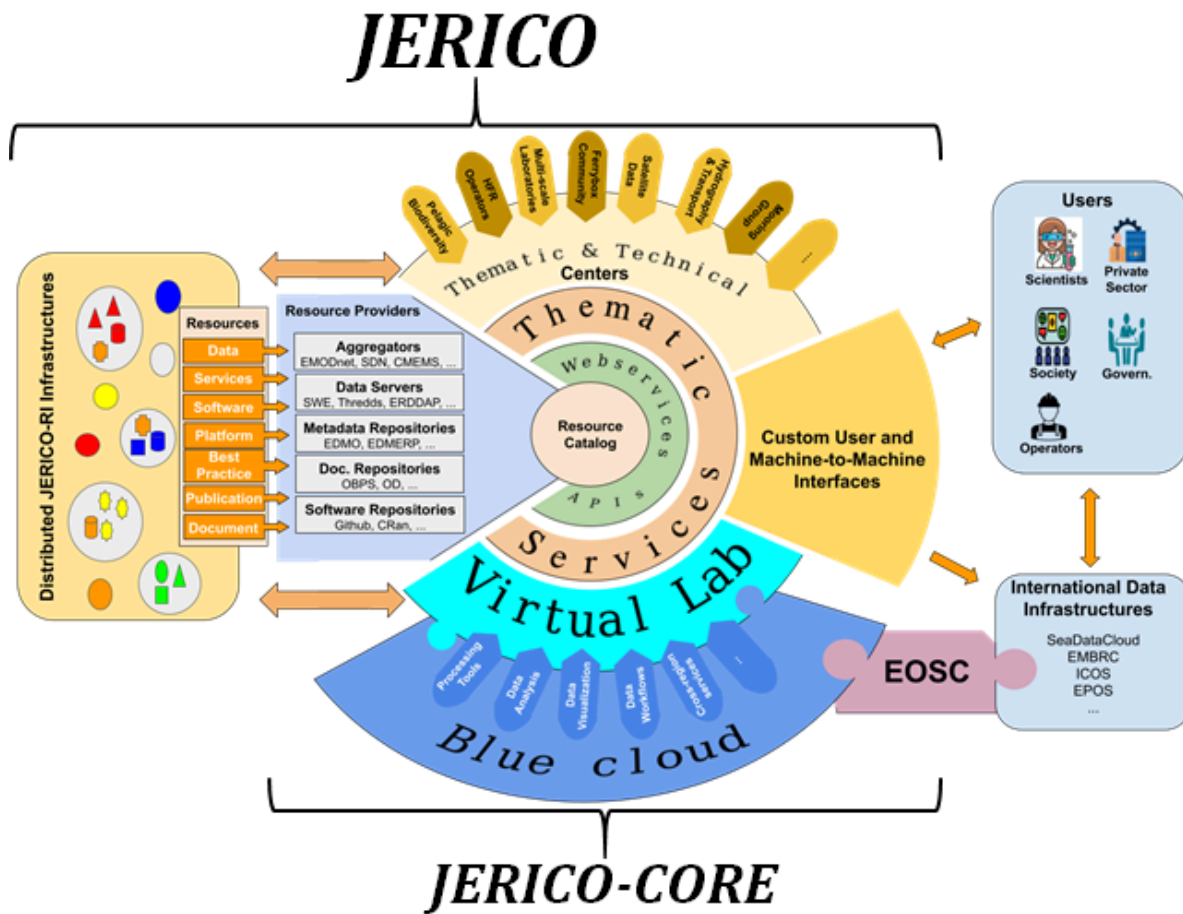 JERICO
Pelagic
Biodiversity
HFR
Operators
Multi-scale
Laboratories
Ferrybox
Community
Satellite
Data
Hydrography
& Transport
Mooring
Group
....
Thematic & Technical
Centers
Distributed JERICO-RI Infrastructures
Resources
Data
Services
Software
Platform
Best
Practice
Publication
Document
Resource Providers
Aggregators
EMODnet, SDN, CMEMS, ...
Data Servers
SWE, Thredds, ERDDAP, ...
Metadata Repositories
EDMO, EDMERP, ...
Doc. Repositories
OBPS, OD, ...
Software Repositories
Github, CRan, ...
Thematic
Services
Webservices
APIs
Resource
Catalog
Custom User and
Machine-to-Machine
Interfaces
Users
Scientists
Private
Sector
Society
Govern.
Operators
Virtual Lab
Processing
Tools
Data
Analysis
Data
Visualization
Data
Workflows
Cross-region
services
...
Blue cloud
EOSC
International Data
Infrastructures
SeaDataCloud
EMBRC
ICOS
EPOS
...
JERICO-CORE